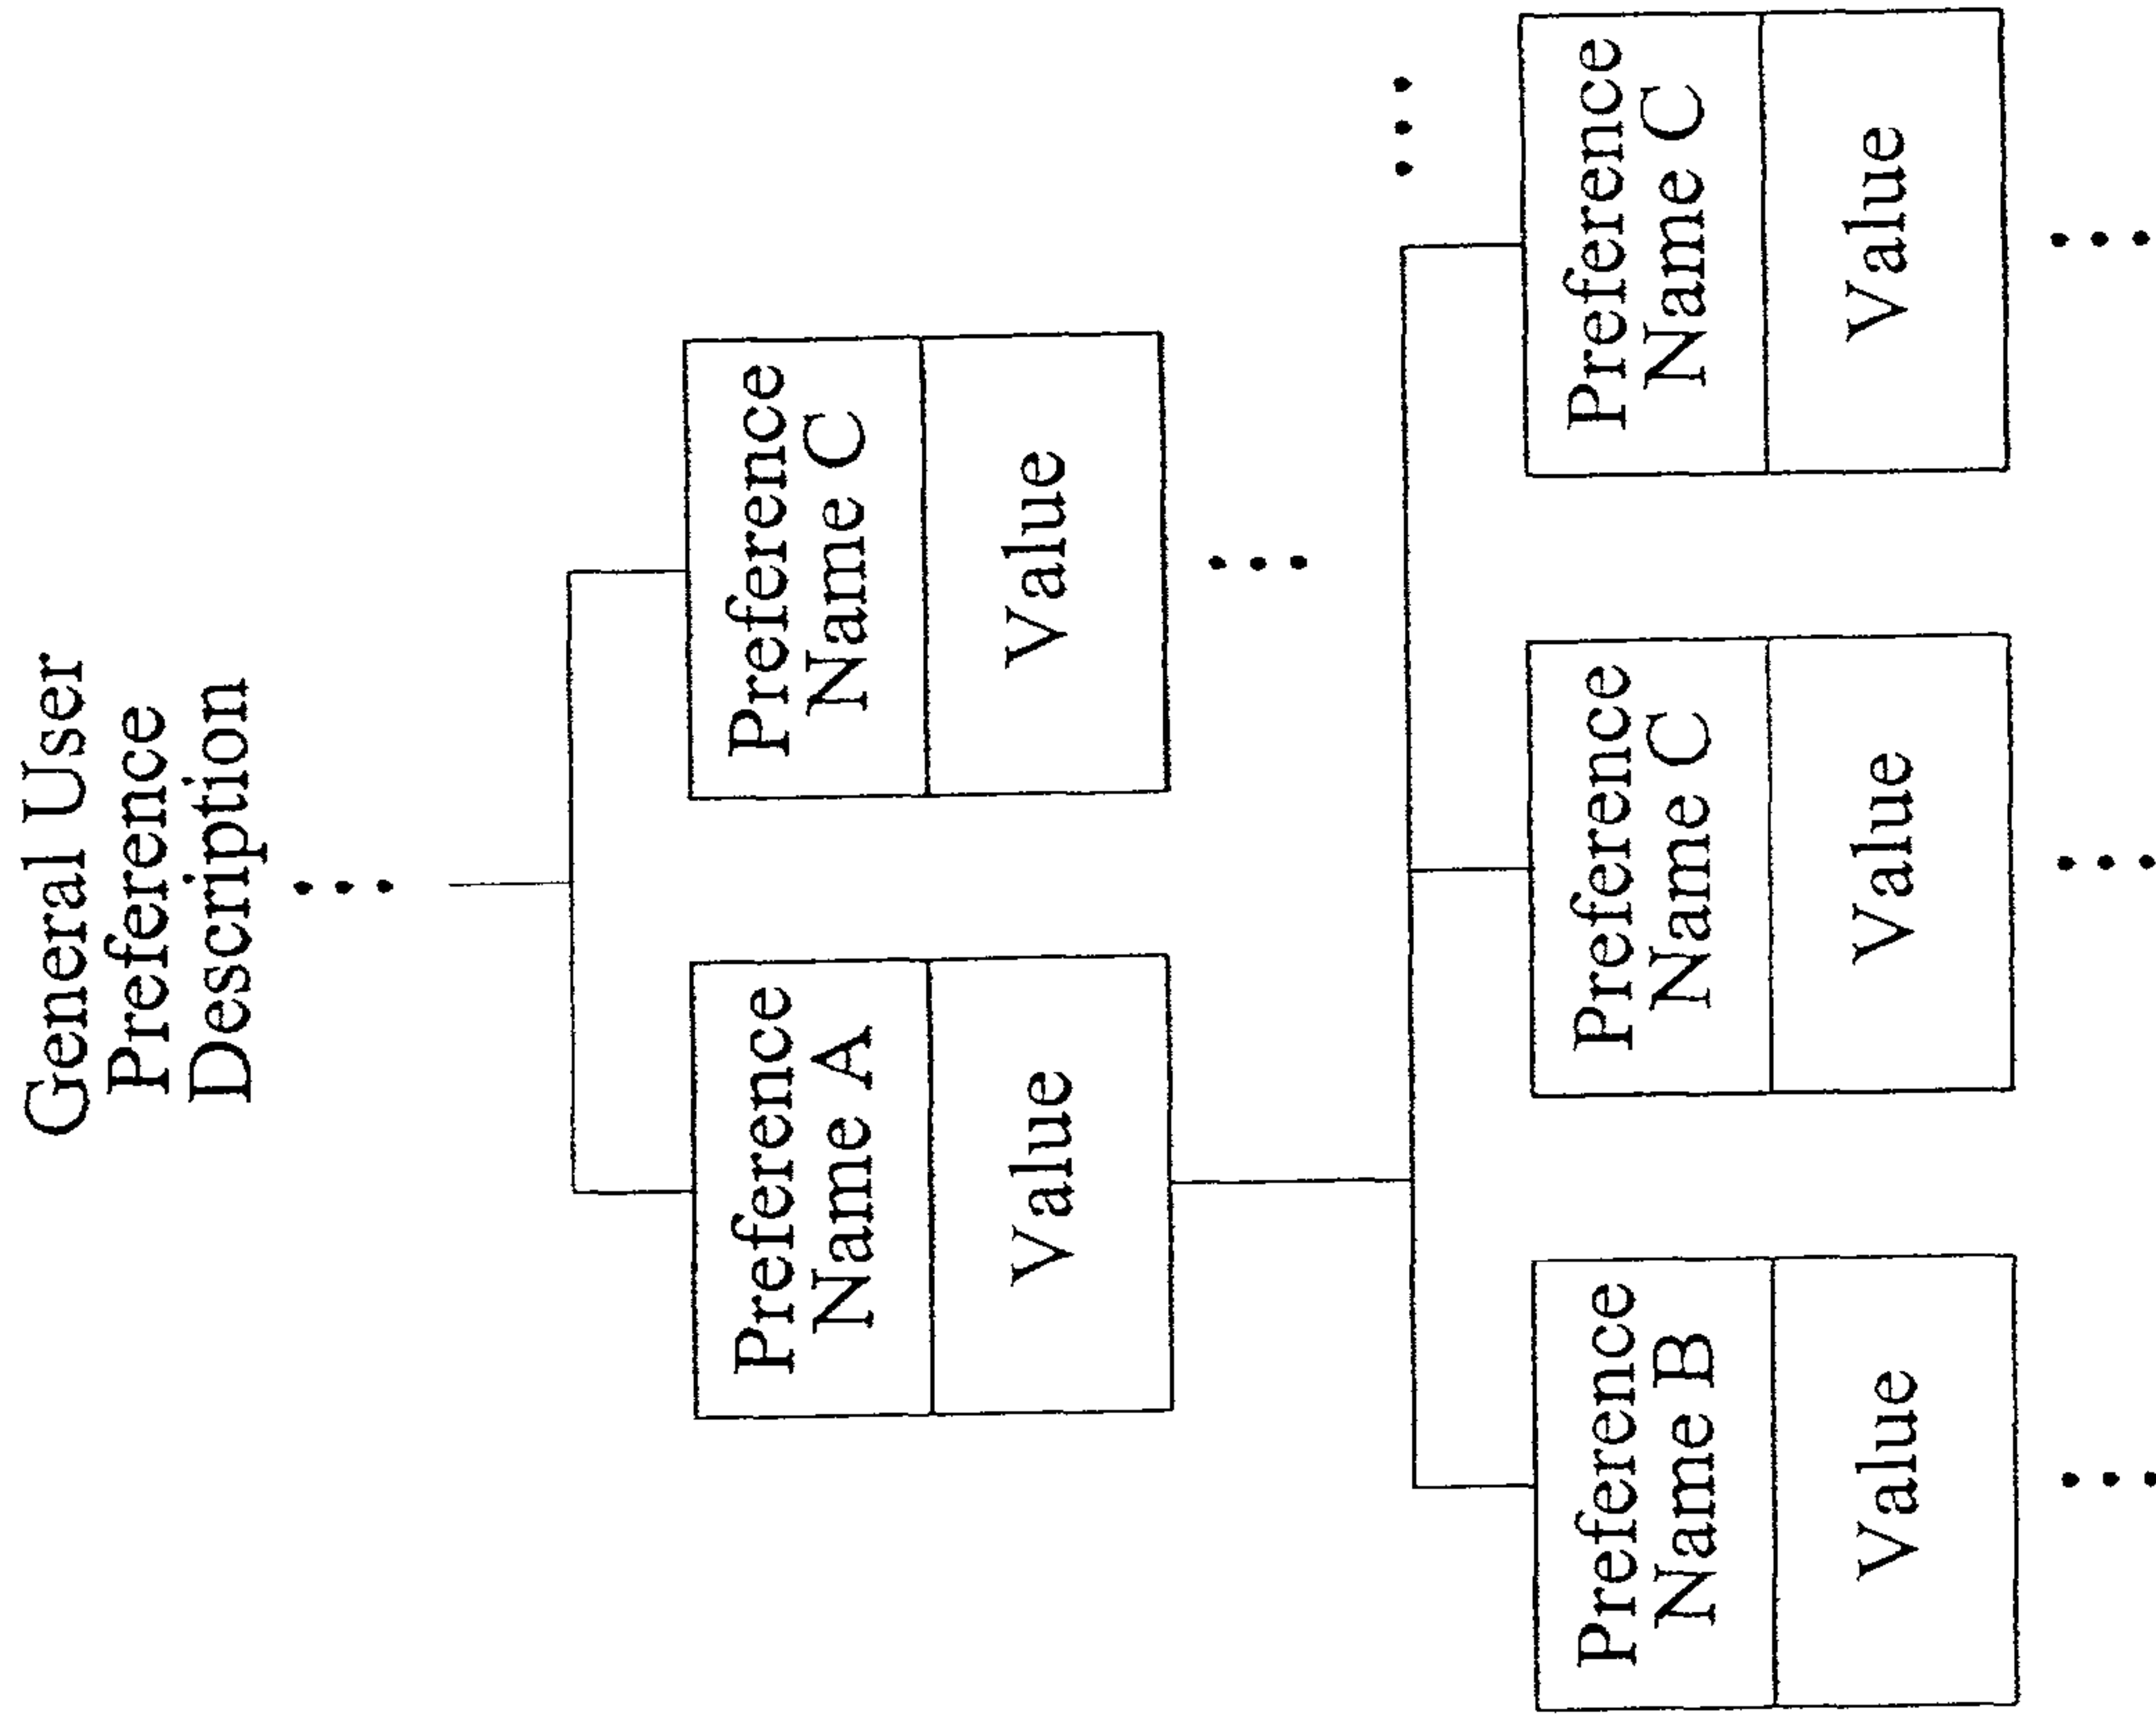 General User
Preference
Description
Preference
Name A
Value
Preference
Name C
Value
Preference
Name B
Value
Preference
Name C
Value
Preference
Name C
Value